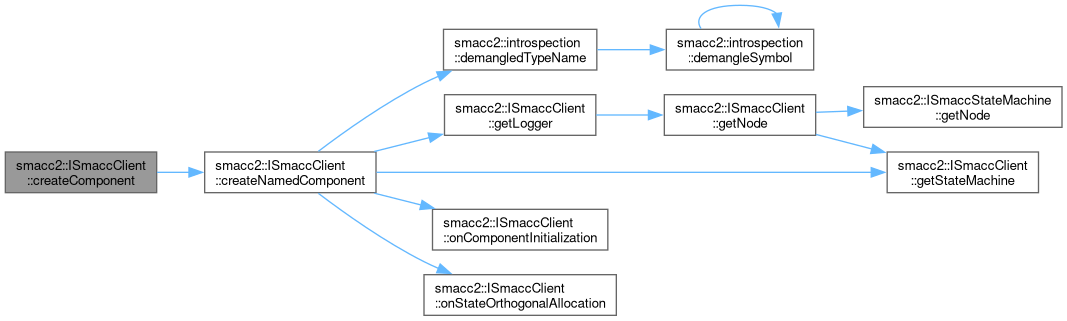 smacc2::ISmaccClient
::createComponent
smacc2::ISmaccClient
::createNamedComponent
smacc2::introspection
::demangledTypeName
smacc2::introspection
::demangleSymbol
smacc2::ISmaccClient
::getLogger
smacc2::ISmaccClient
::getNode
smacc2::ISmaccStateMachine
::getNode
smacc2::ISmaccClient
::getStateMachine
smacc2::ISmaccClient
::onComponentInitialization
smacc2::ISmaccClient
::onStateOrthogonalAllocation